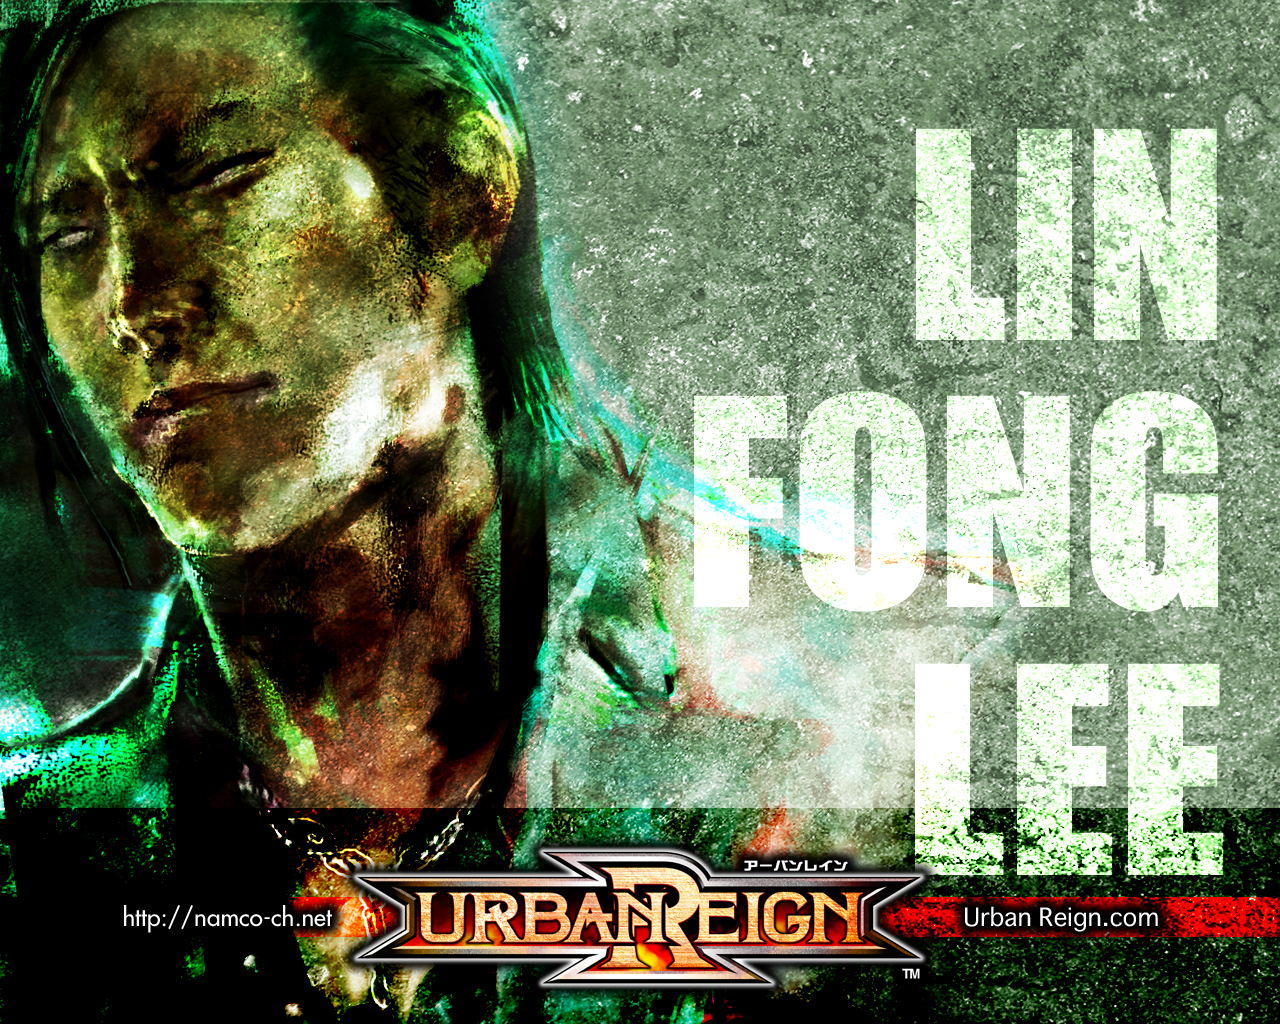 LIN
FONG
LEE
アーバンレイン
URBAN REIGN
TM
http://namco-ch.net
Urban Reign.com